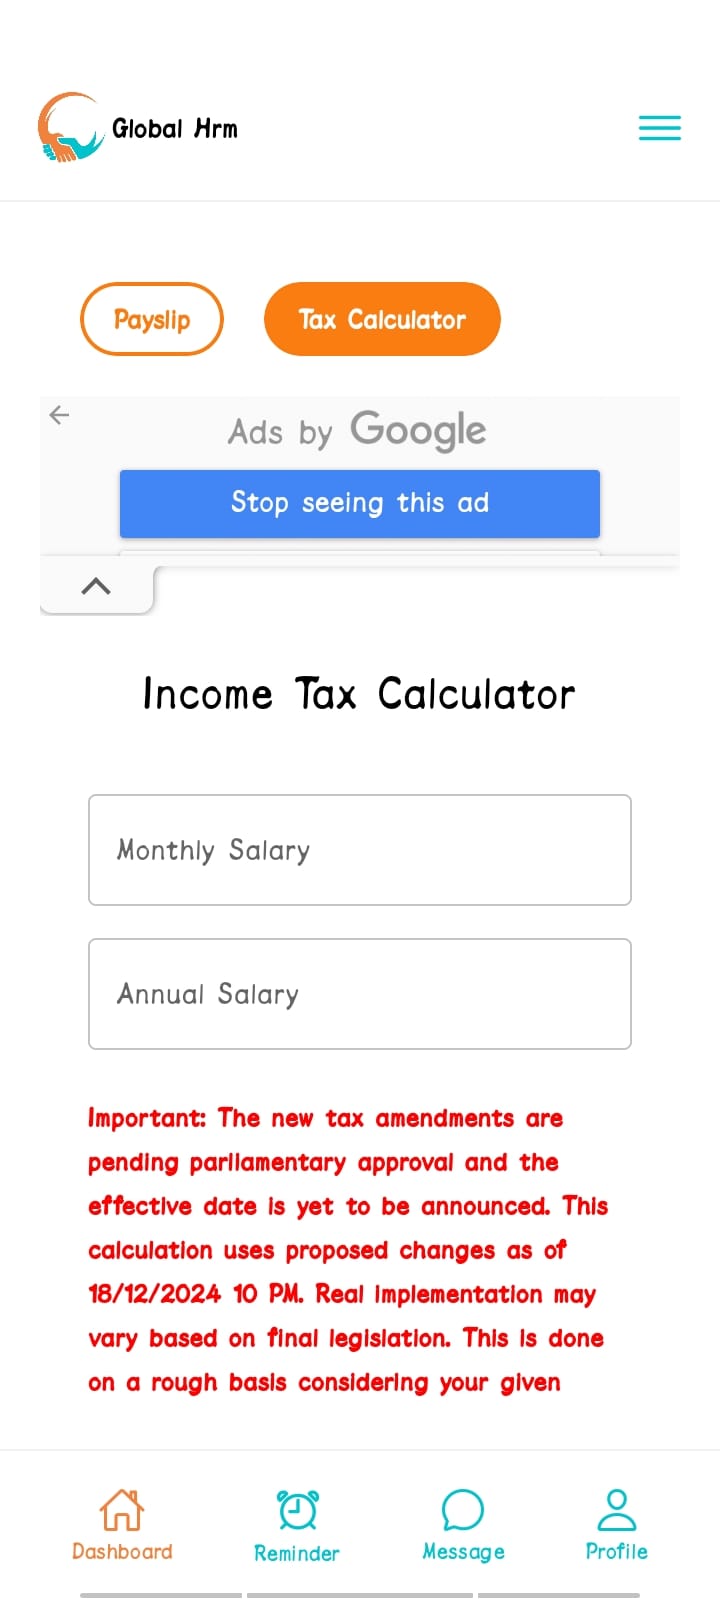 Global Hrm
Payslip
Tax Calculator
Ads by Google
Stop seeing this ad
Income Tax Calculator
Monthly Salary
Annual Salary
Important: The new tax amendments are
pending parliamentary approval and the
effective date is yet to be announced. This
calculation uses proposed changes as of
18/12/2024 10 PM. Real implementation may
vary based on final legislation. This is done
on a rough basis considering your given
Dashboard
Reminder
Message
Profile